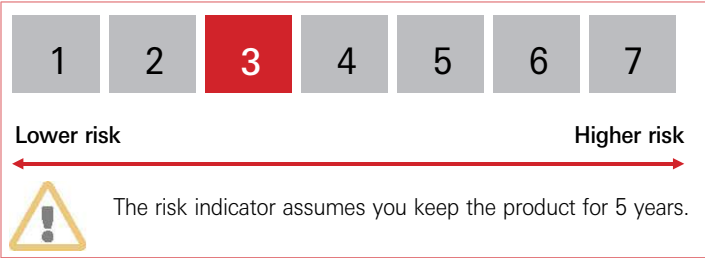 1 2 3 4 5 6 7
Lower risk Higher risk
The risk indicator assumes you keep the product for 5 years.